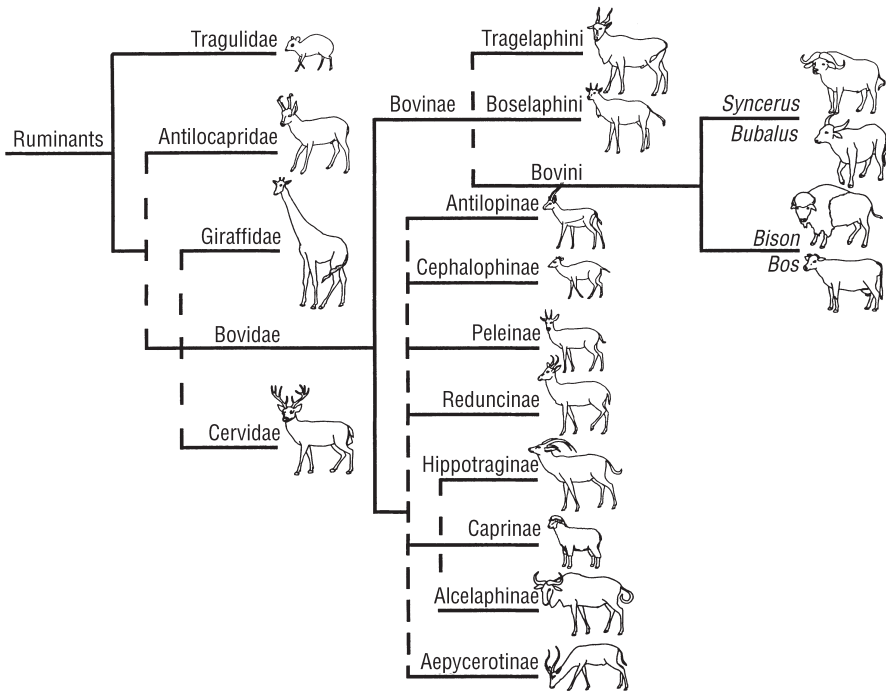 Ruminants
Tragulidae
Antilocapridae
Giraffidae
Bovidae
Cervidae
Bovinae
Tragelaphini
Boselaphini
Bovini
Syncerus
Bubalus
Bison
Bos
Antilopinae
Cephalophinae
Peleinae
Reduncinae
Hippotraginae
Caprinae
Alcelaphinae
Aepycerotinae